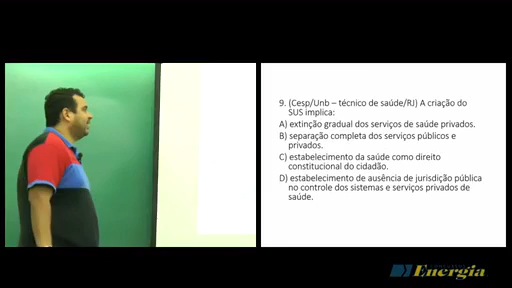 9. (Cesp/Unb – técnico de saúde/RJ) A criação do
SUS implica:
A) extinção gradual dos serviços de saúde privados.
B) separação completa dos serviços públicos e
privados.
C) estabelecimento da saúde como direito
constitucional do cidadão.
D) estabelecimento de ausência de jurisdição pública
no controle dos sistemas e serviços privados de
saúde.
Energia